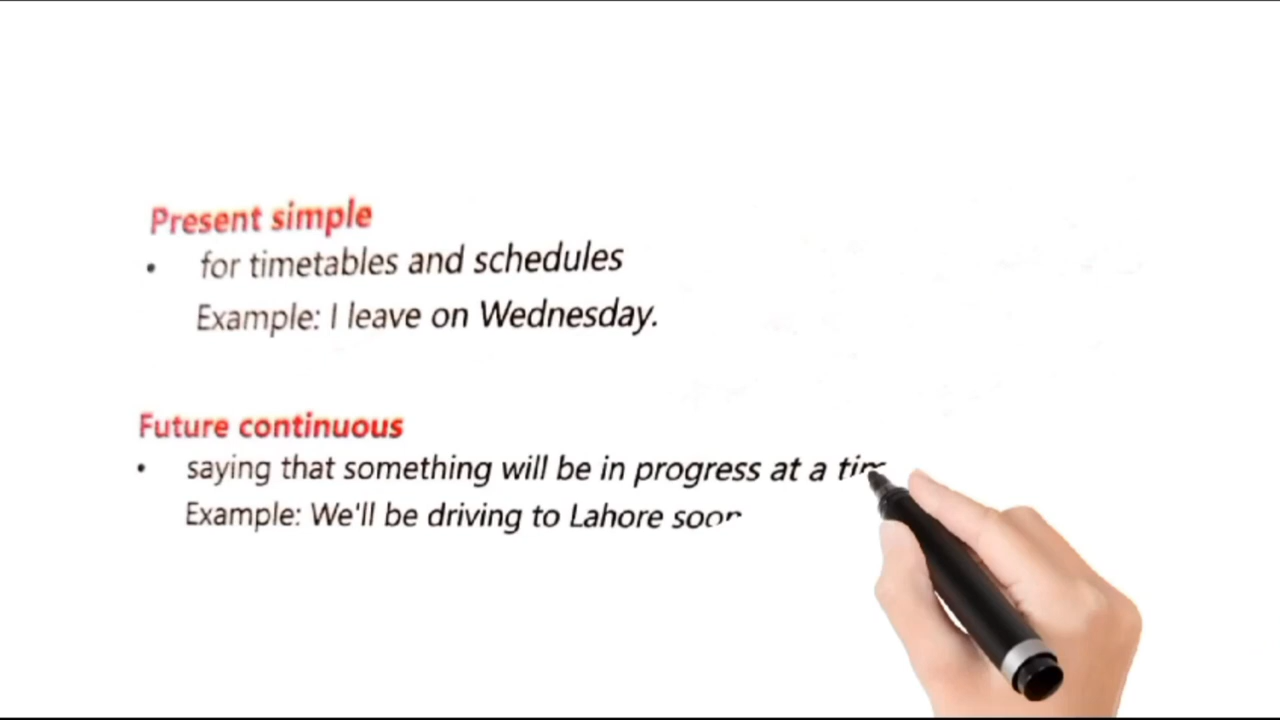 Present simple
• for timetables and schedules
Example: I leave on Wednesday.
Future continuous
• saying that something will be in progress at a
Example: We'll be driving to Lahore soon